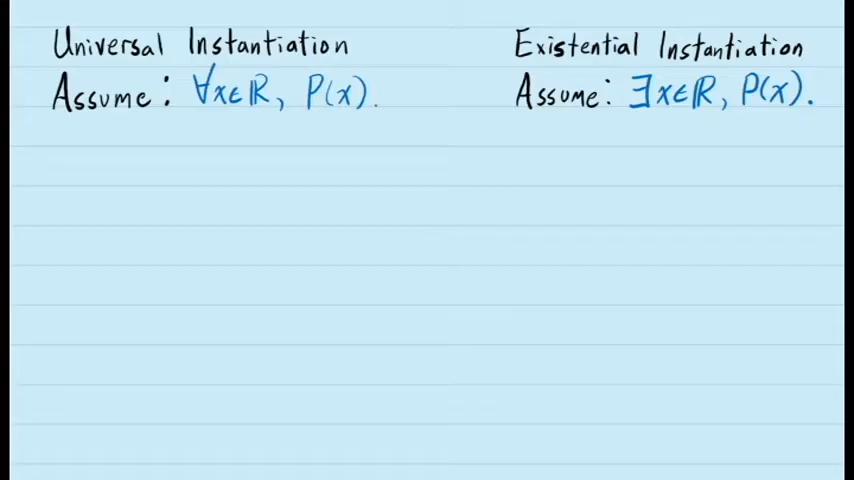 Universal Instantiation
Assume: ∀x∈ℝ, P(x).
Existential Instantiation
Assume: ∃x∈ℝ, P(x).